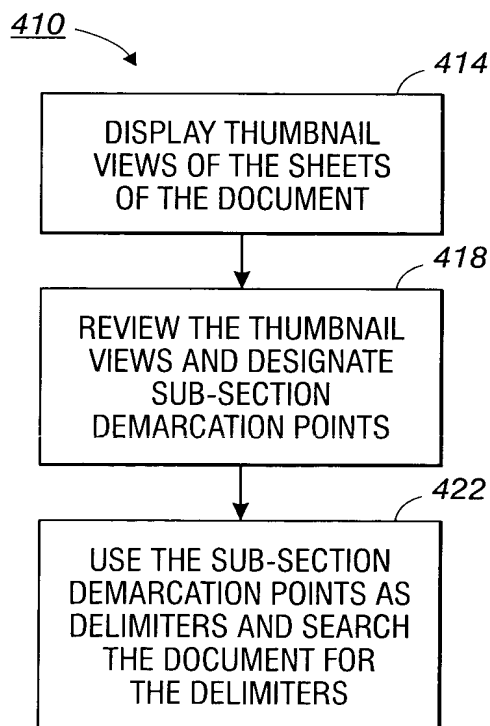 410
414
DISPLAY THUMBNAIL
VIEWS OF THE SHEETS
OF THE DOCUMENT
418
REVIEW THE THUMBNAIL
VIEWS AND DESIGNATE
SUB-SECTION
DEMARCATION POINTS
422
USE THE SUB-SECTION
DEMARCATION POINTS AS
DELIMITERS AND SEARCH
THE DOCUMENT FOR
THE DELIMITERS